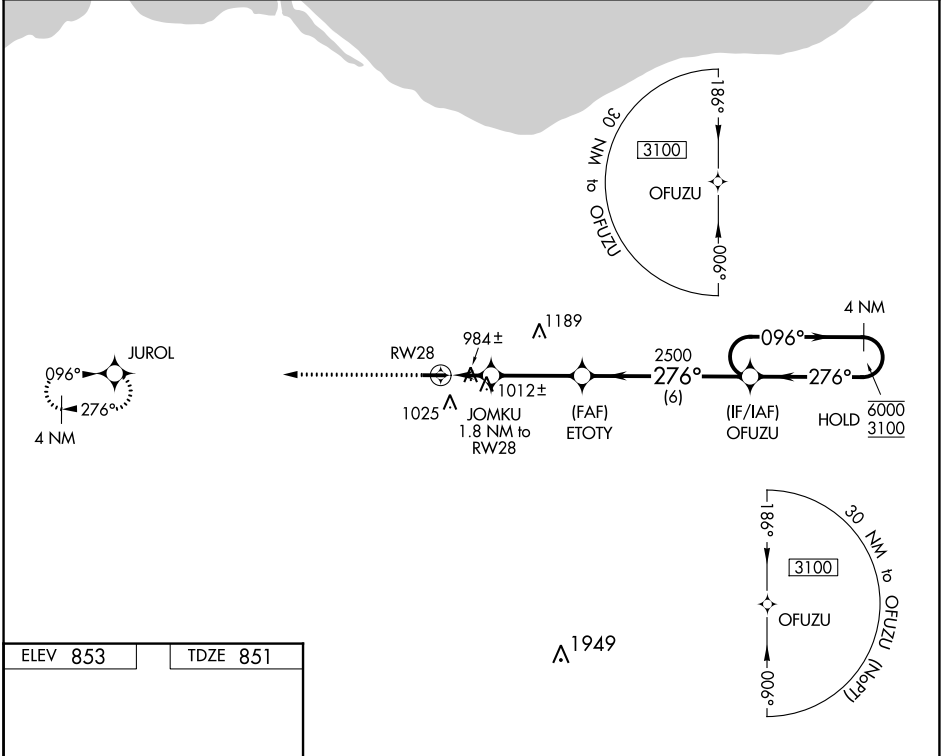 186°
30 NM to OFUZU
3100
OFUZU
006°
4 NM
1189
096°
984±
JUROL
RW28
2500
096°
276°
276°
1012±
(6)
276°
1025
JOMKU
1.8 NM to
RW28
(FAF)
ETOTY
(IF/IAF)
OFUZU
HOLD
6000
3100
4 NM
186°
30 NM to OFUZU (NoPT)
3100
OFUZU
006°
1949
ELEV 853
TDZE 851